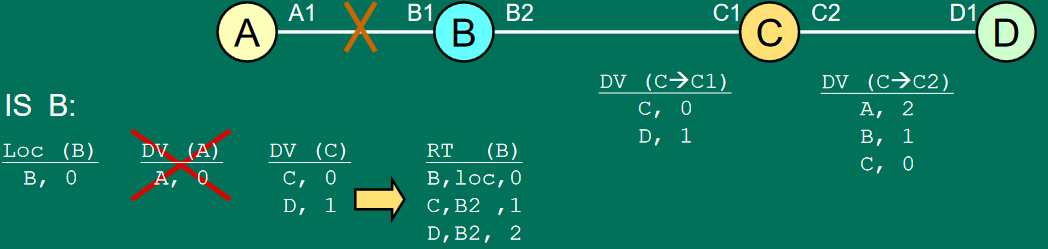 A A1 B1 B B2 C1 C C2 D1 D
DV (C→C1) DV (C→C2)
C, 0 A, 2
D, 1 B, 1
C, 0
IS B:
Loc (B) DV (A) DV (C) RT (B)
B, 0 A, 0 C, 0 B,loc,0
D, 1 C,B2 ,1
D,B2, 2